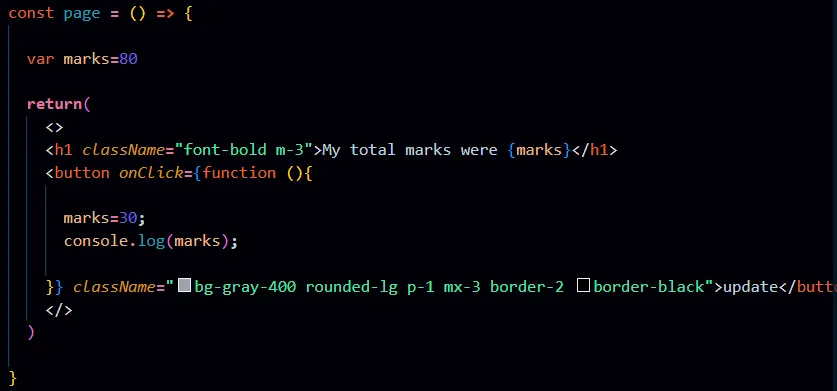 const page = () => {
var marks=80
return(
<>
<h1 className="font-bold m-3">My total marks were {marks}</h1>
<button onClick={function (){
marks=30;
console.log(marks);
}} className="bg-gray-400 rounded-lg p-1 mx-3 border-2 border-black">update</butto
</>
)
}